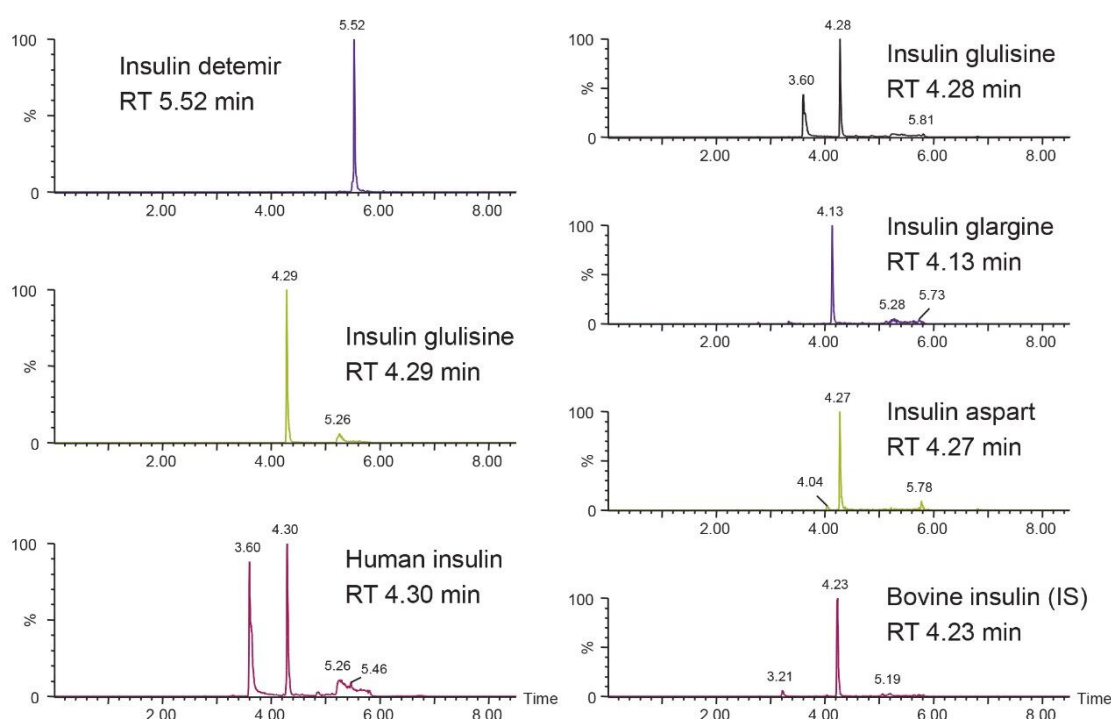 5.52
100
%
0
Insulin detemir
RT 5.52 min
2.00 4.00 6.00 8.00
4.29
100
%
0
Insulin glulisine
RT 4.29 min
5.26
2.00 4.00 6.00 8.00
3.60
4.30
100
%
0
Human insulin
RT 4.30 min
5.26
5.46
2.00 4.00 6.00 8.00
Time
4.28
100
%
0
3.60
Insulin glulisine
RT 4.28 min
5.81
2.00 4.00 6.00 8.00
4.13
100
%
0
Insulin glargine
RT 4.13 min
5.28
5.73
2.00 4.00 6.00 8.00
4.27
100
%
0
Insulin aspart
RT 4.27 min
4.04
5.78
2.00 4.00 6.00 8.00
4.23
100
%
0
Bovine insulin (IS)
RT 4.23 min
3.21
5.19
2.00 4.00 6.00 8.00
Time